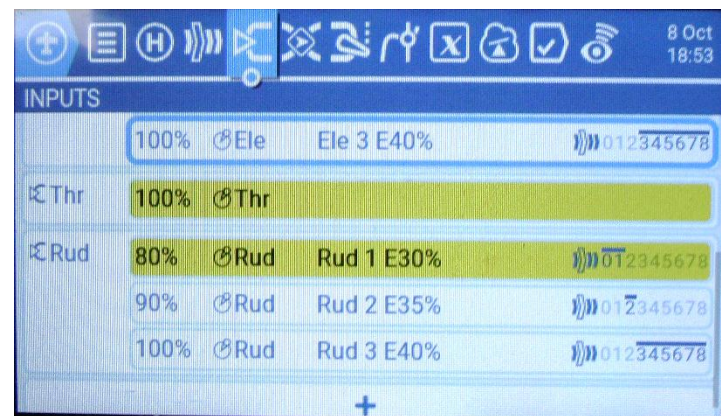 H x 8 Oct
18:53
INPUTS
100% Ele Ele 3 E40% 012345678
Thr 100% Thr
Rud 80% Rud Rud 1 E30% 012345678
90% Rud Rud 2 E35% 012345678
100% Rud Rud 3 E40% 012345678
+